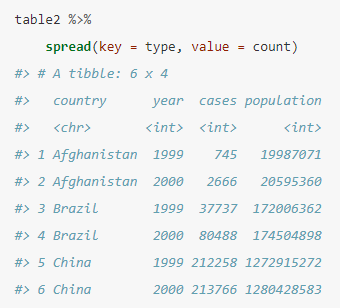 table2 %>%
    spread(key = type, value = count)
#> # A tibble: 6 x 4
#>   country      year  cases population
#>   <chr>       <int>  <int>      <int>
#> 1 Afghanistan  1999    745   19987071
#> 2 Afghanistan  2000   2666   20595360
#> 3 Brazil       1999  37737  172006362
#> 4 Brazil       2000  80488  174504898
#> 5 China        1999 212258 1272915272
#> 6 China        2000 213766 1280428583